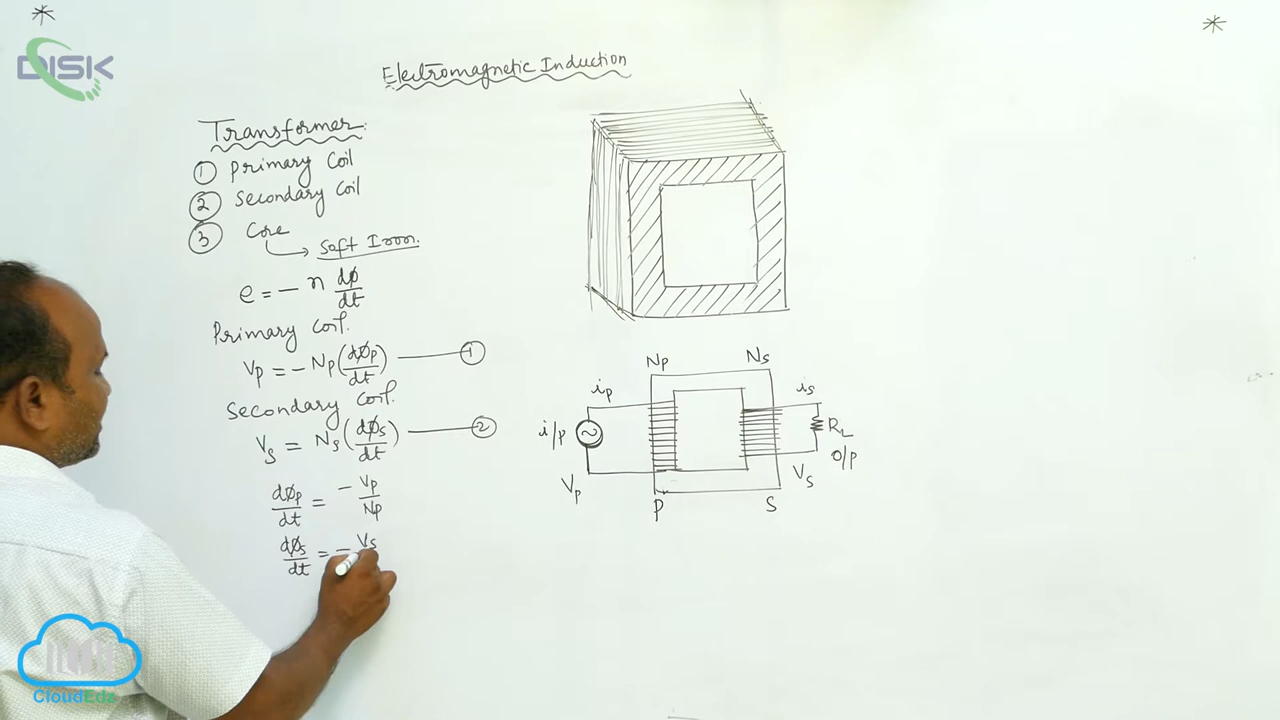 DISK
Electromagnetic Induction
Transformer:
① Primary Coil
② Secondary Coil
③ Core
Soft Iron.
e = - n dφ/dt
Primary coil.
Vp = - Np (dφp/dt) ——— ①
Secondary Coil.
Vs = Ns (dφs/dt) ——— ②
dφp/dt = - Vp/Np
dφs/dt = - Vs
Np Ns
ip is
i/p RL
o/p
Vp Vs
P S
CloudEdz